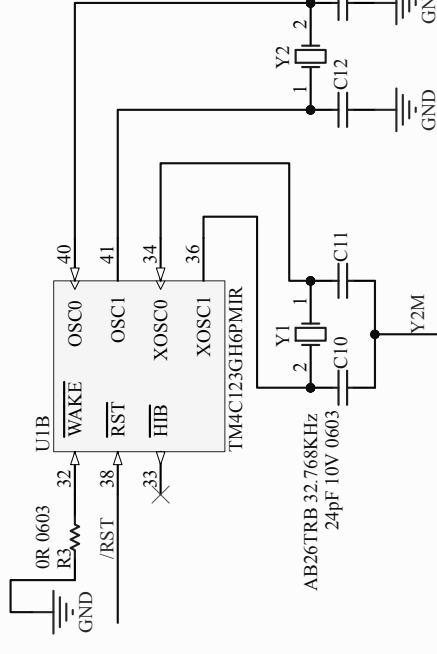 GND
2
Y2
1
C12
GND
40
41
34
36
OSC0
OSC1
XOSC0
XOSC1
U1B
WAKE
RST
HIB
TM4C123GH6PMIR
32
38
33
0R 0603
R3
/RST
GND
C11
1
Y1
2
C10
Y2M
AB26TRB 32.768KHz
24pF 10V 0603